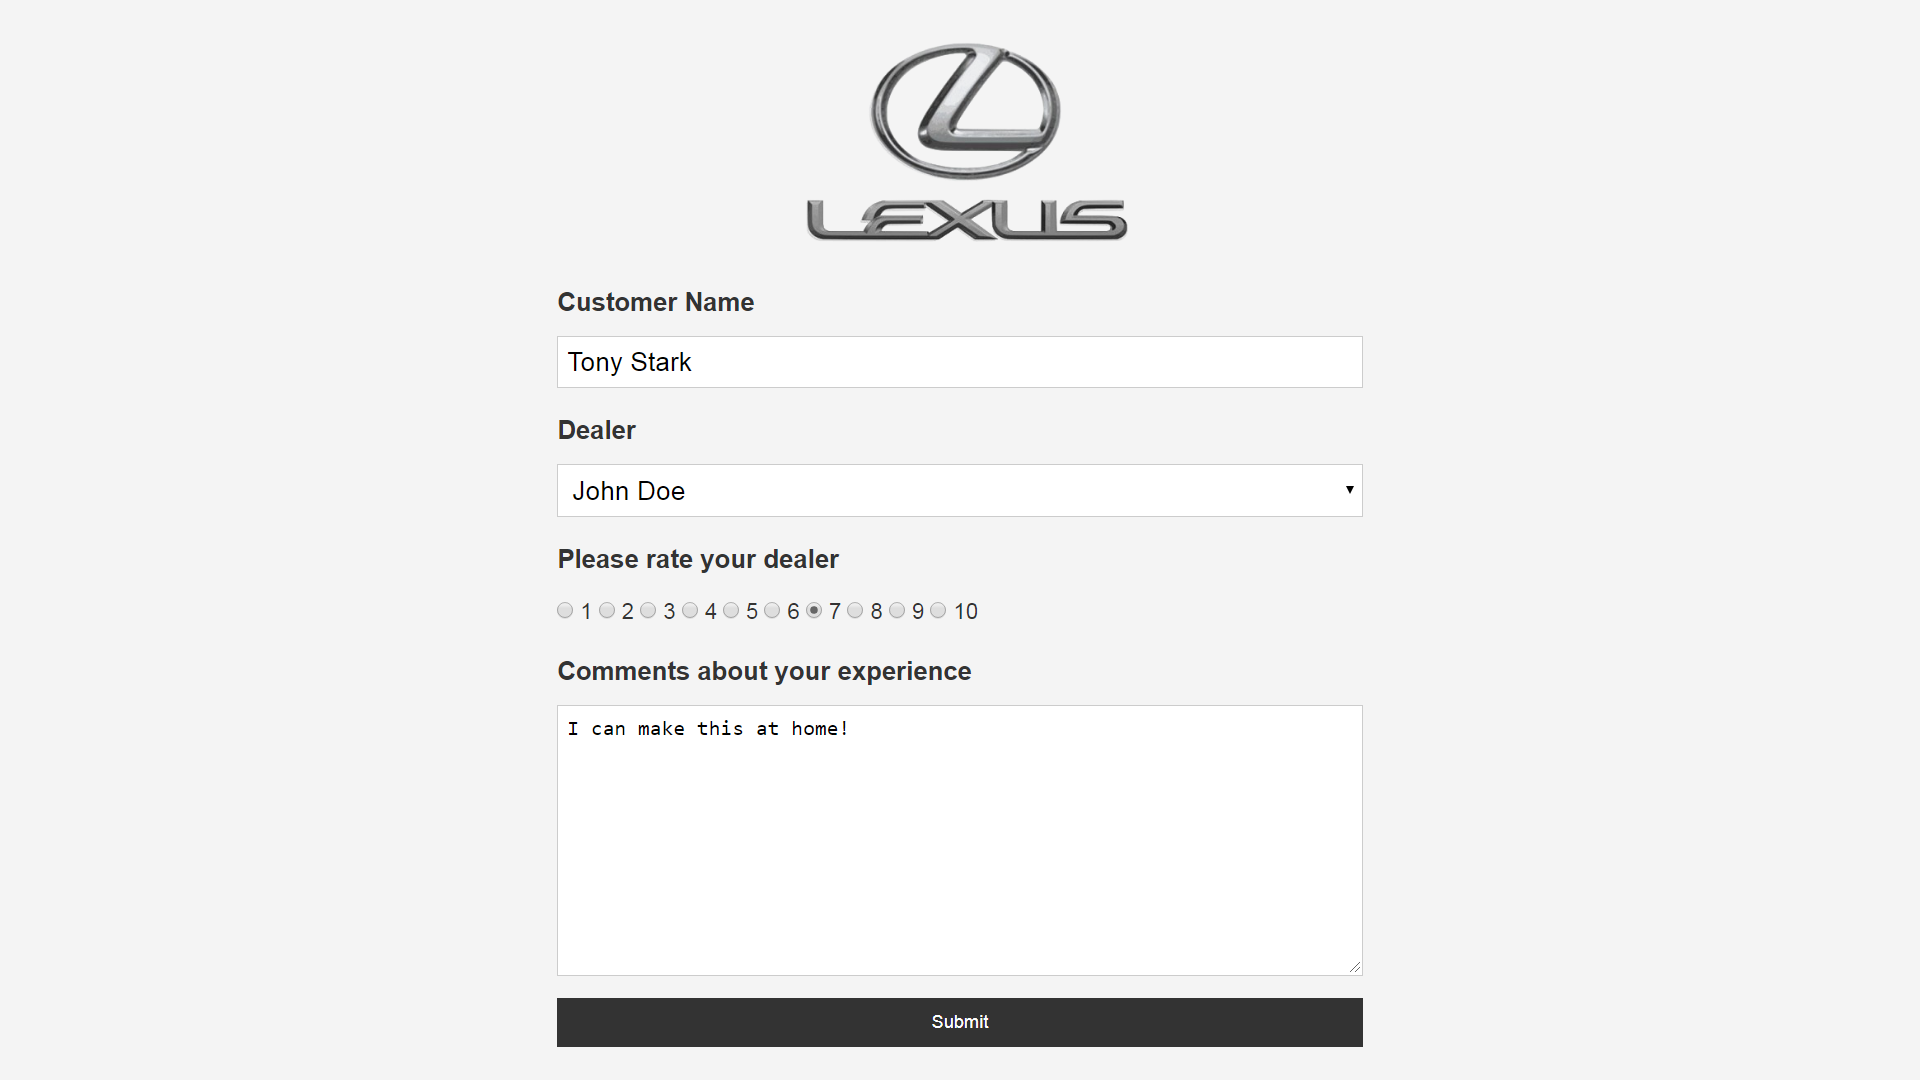 LEXUS
Customer Name
Tony Stark
Dealer
John Doe
Please rate your dealer
1 2 3 4 5 6 7 8 9 10
Comments about your experience
I can make this at home!
Submit